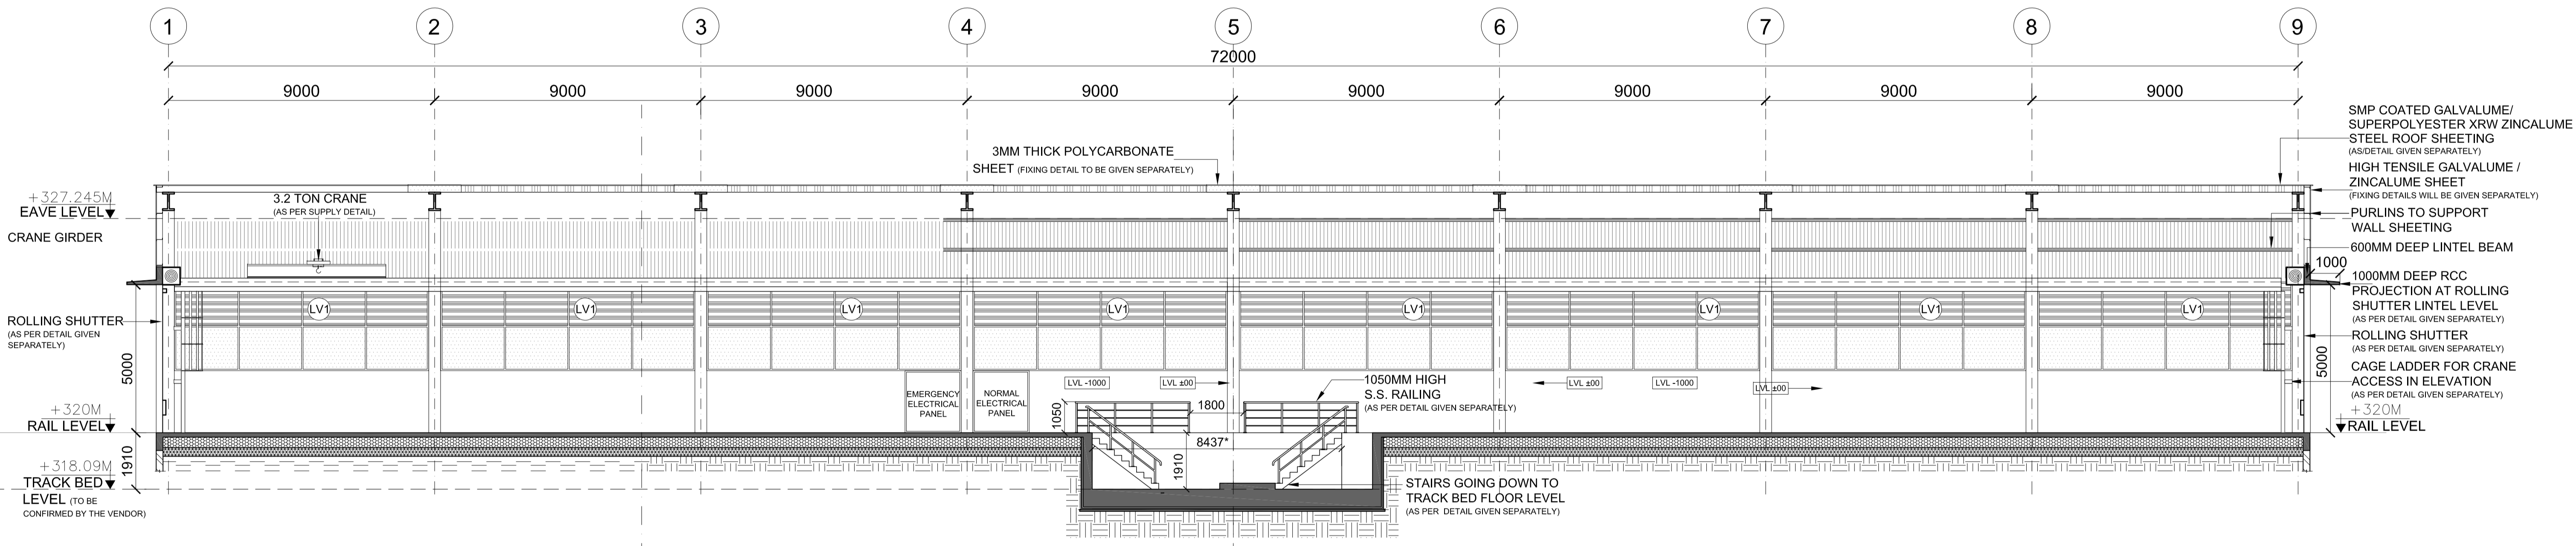 1 2 3 4 5 6 7 8 9
72000
9000 9000 9000 9000 9000 9000 9000 9000
3MM THICK POLYCARBONATE
SHEET (FIXING DETAIL TO BE GIVEN SEPARATELY)
SMP COATED GALVALUME/
SUPERPOLYESTER XRW ZINCALUME
STEEL ROOF SHEETING
(AS/DETAIL GIVEN SEPARATELY)
HIGH TENSILE GALVALUME /
ZINCALUME SHEET
(FIXING DETAILS WILL BE GIVEN SEPARATELY)
PURLINS TO SUPPORT
WALL SHEETING
600MM DEEP LINTEL BEAM
1000
1000MM DEEP RCC
PROJECTION AT ROLLING
SHUTTER LINTEL LEVEL
(AS PER DETAIL GIVEN SEPARATELY)
ROLLING SHUTTER
(AS PER DETAIL GIVEN SEPARATELY)
CAGE LADDER FOR CRANE
ACCESS IN ELEVATION
(AS PER DETAIL GIVEN SEPARATELY)
5000
+320M
RAIL LEVEL
+327.245M
EAVE LEVEL
CRANE GIRDER
3.2 TON CRANE
(AS PER SUPPLY DETAIL)
ROLLING SHUTTER
(AS PER DETAIL GIVEN
SEPARATELY)
5000
+320M
RAIL LEVEL
1910
+318.09M
TRACK BED
LEVEL (TO BE
CONFIRMED BY THE VENDOR)
LV1 LV1 LV1 LV1 LV1 LV1 LV1 LV1
EMERGENCY
ELECTRICAL
PANEL
NORMAL
ELECTRICAL
PANEL
LVL -1000
LVL ±00
LVL ±00
LVL -1000
LVL ±00
1050MM HIGH
S.S. RAILING
(AS PER DETAIL GIVEN SEPARATELY)
1050
1800
8437*
1910
STAIRS GOING DOWN TO
TRACK BED FLOOR LEVEL
(AS PER DETAIL GIVEN SEPARATELY)